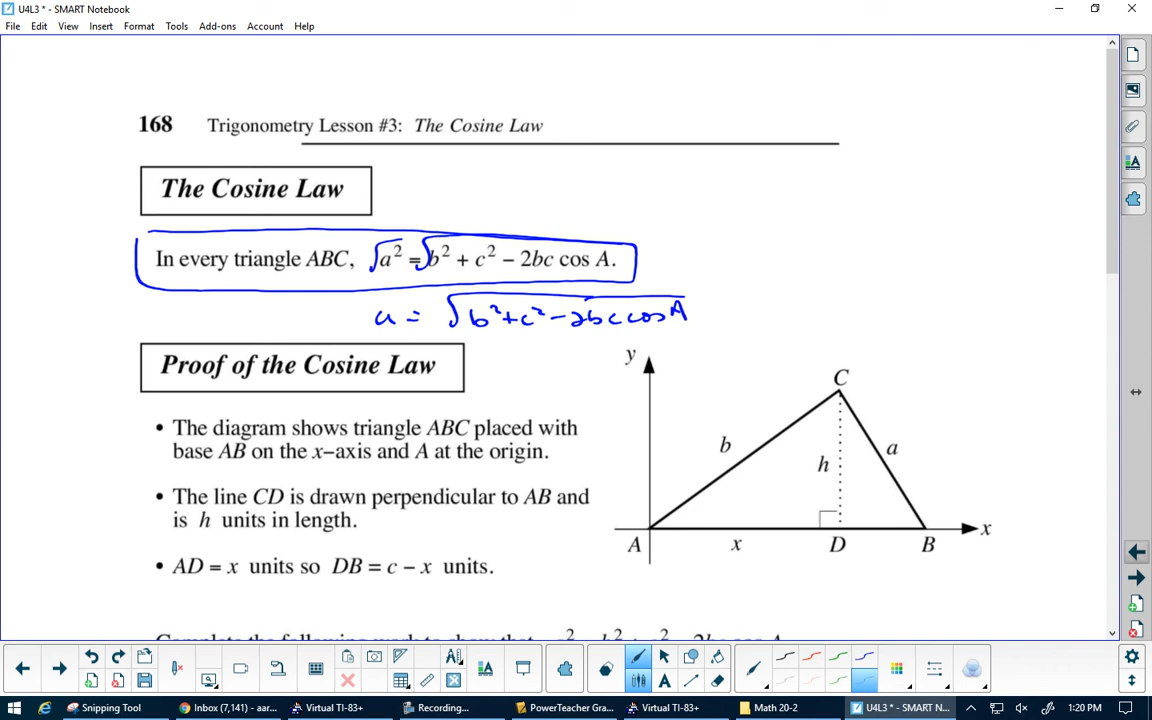 U4L3 * - SMART Notebook
File Edit View Insert Format Tools Add-ons Account Help
168 Trigonometry Lesson #3: The Cosine Law
The Cosine Law
In every triangle ABC, √a² = √b² + c² – 2bc cos A.
a = √b²+c²-2bc cosA
Proof of the Cosine Law
• The diagram shows triangle ABC placed with
base AB on the x–axis and A at the origin.
• The line CD is drawn perpendicular to AB and
is h units in length.
• AD = x units so DB = c – x units.
y
C
b
h
a
A
x
D
B
x
Snipping Tool
Inbox (7,141) - aar...
Virtual TI-83+
Recording...
PowerTeacher Gra...
Virtual TI-83+
Math 20-2
U4L3 * - SMART N...
1:20 PM